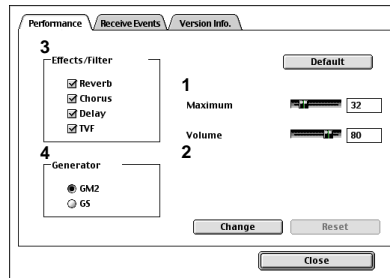 Performance Receive Events Version Info.
3
Effects/Filter
Default
Reverb
Chorus
Delay
TVF
1
Maximum 32
Volume 80
2
4
Generator
GM2
GS
Change Reset
Close